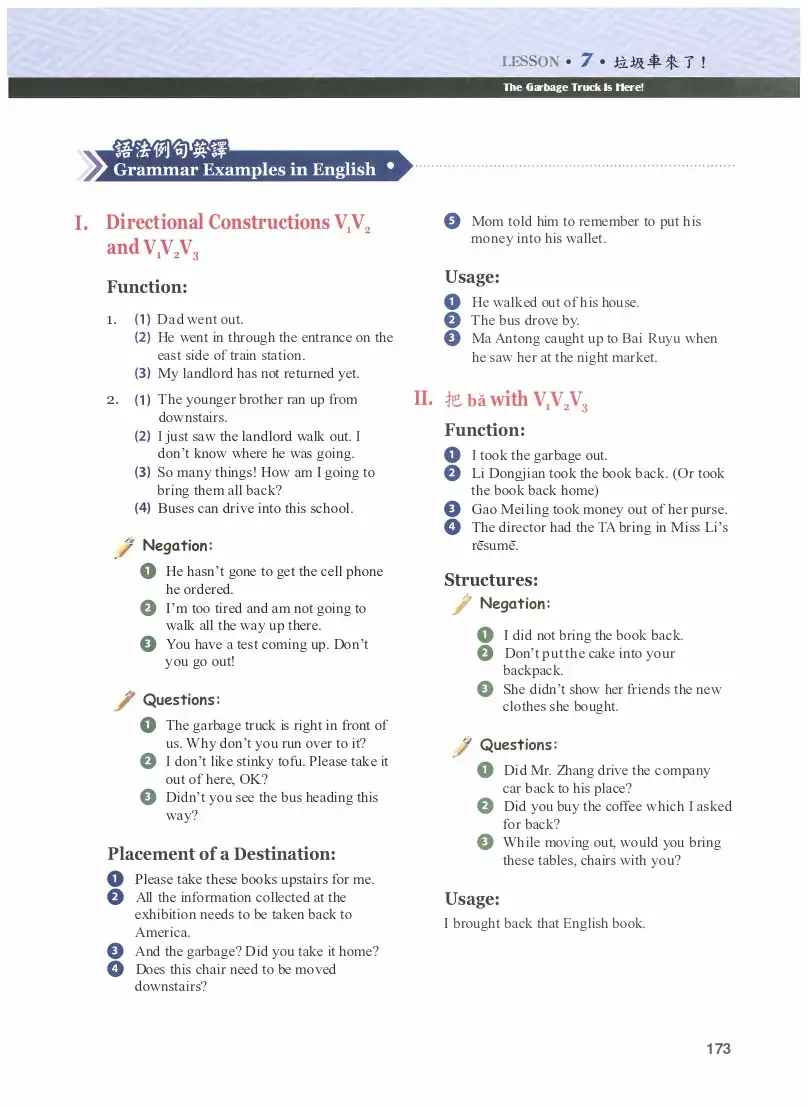 LESSON • 7 • 垃圾車來了！
The Garbage Truck Is Here!
語法例句英譯
Grammar Examples in English
I. Directional Constructions V₁V₂
and V₁V₂V₃
Function:
1. (1) Dad went out.
(2) He went in through the entrance on the
east side of train station.
(3) My landlord has not returned yet.
2. (1) The younger brother ran up from
downstairs.
(2) I just saw the landlord walk out. I
don't know where he was going.
(3) So many things! How am I going to
bring them all back?
(4) Buses can drive into this school.
Negation:
1 He hasn't gone to get the cell phone
he ordered.
2 I'm too tired and am not going to
walk all the way up there.
3 You have a test coming up. Don't
you go out!
Questions:
1 The garbage truck is right in front of
us. Why don't you run over to it?
2 I don't like stinky tofu. Please take it
out of here, OK?
3 Didn't you see the bus heading this
way?
Placement of a Destination:
1 Please take these books upstairs for me.
2 All the information collected at the
exhibition needs to be taken back to
America.
3 And the garbage? Did you take it home?
4 Does this chair need to be moved
downstairs?
5 Mom told him to remember to put his
money into his wallet.
Usage:
1 He walked out of his house.
2 The bus drove by.
3 Ma Antong caught up to Bai Ruyu when
he saw her at the night market.
II. 把 bǎ with V₁V₂V₃
Function:
1 I took the garbage out.
2 Li Dongjian took the book back. (Or took
the book back home)
3 Gao Meiling took money out of her purse.
4 The director had the TA bring in Miss Li's
résumé.
Structures:
Negation:
1 I did not bring the book back.
2 Don't put the cake into your
backpack.
3 She didn't show her friends the new
clothes she bought.
Questions:
1 Did Mr. Zhang drive the company
car back to his place?
2 Did you buy the coffee which I asked
for back?
3 While moving out, would you bring
these tables, chairs with you?
Usage:
I brought back that English book.
173